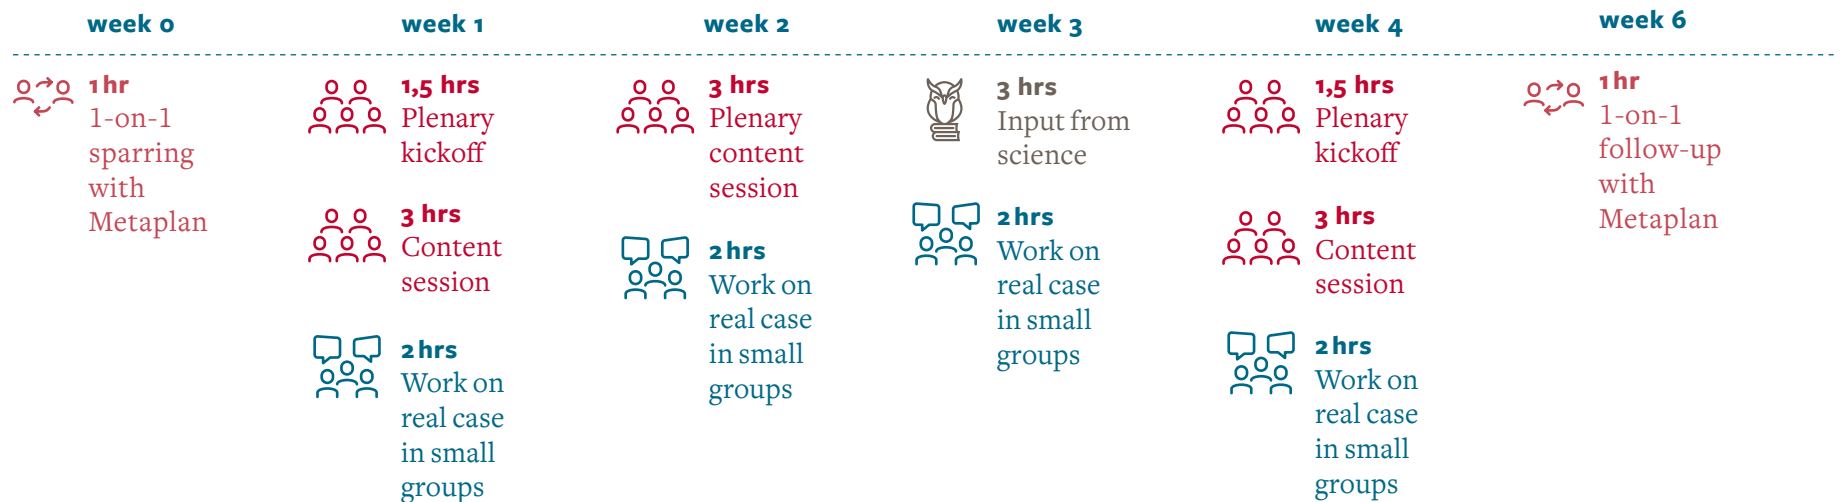 week 0
1 hr
1-on-1
sparring
with
Metaplan
week 1
1,5 hrs
Plenary
kickoff
3 hrs
Content
session
2 hrs
Work on
real case
in small
groups
week 2
3 hrs
Plenary
content
session
2 hrs
Work on
real case
in small
groups
week 3
3 hrs
Input from
science
2 hrs
Work on
real case
in small
groups
week 4
1,5 hrs
Plenary
kickoff
3 hrs
Content
session
2 hrs
Work on
real case
in small
groups
week 6
1 hr
1-on-1
follow-up
with
Metaplan